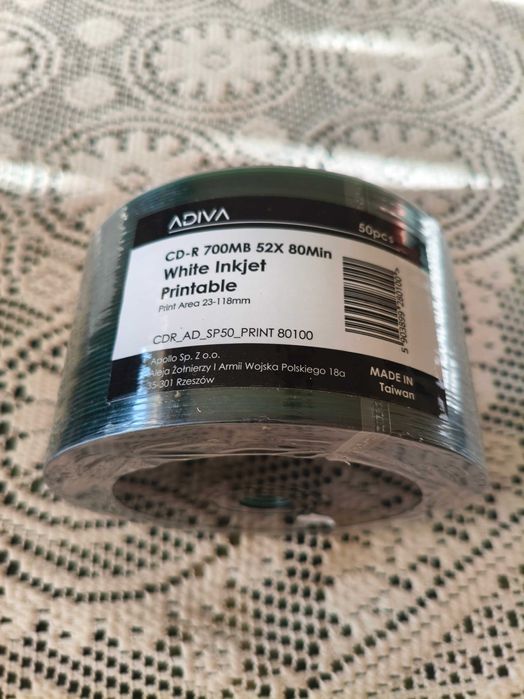 ADIVA
50pcs
CD-R 700MB 52X 80Min
White Inkjet
Printable
Print Area 23-118mm
CDR_AD_SP50_PRINT 80100
Apollo Sp. Z o.o.
Aleja Żołnierzy I Armii Wojska Polskiego 18a
35-301 Rzeszów
MADE IN
Taiwan